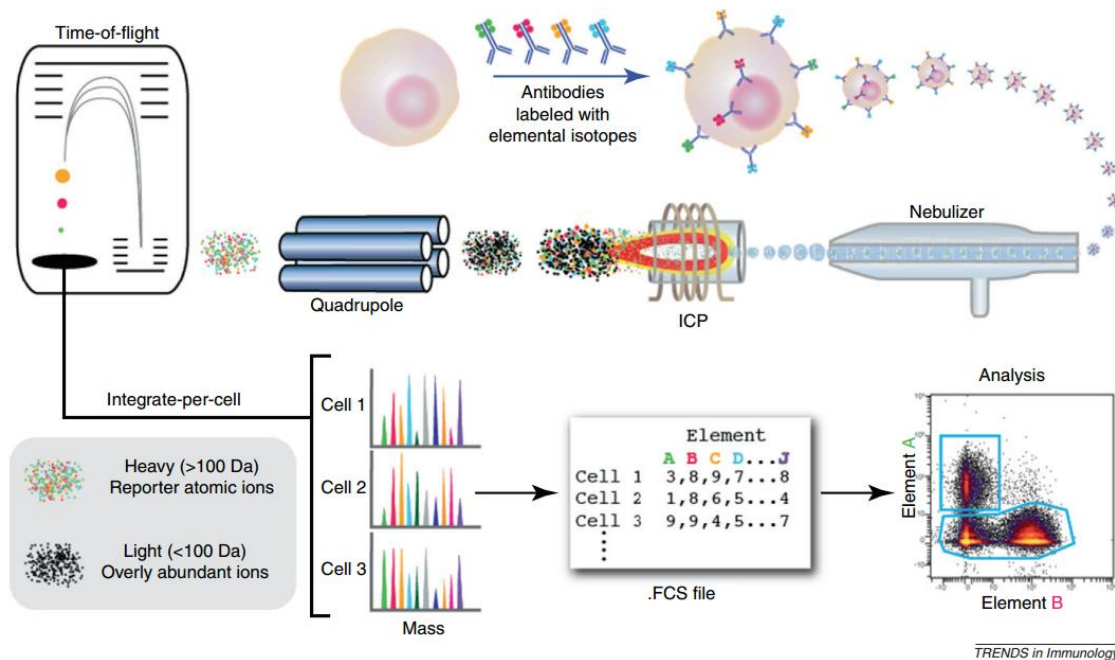 Time-of-flight
Antibodies
labeled with
elemental isotopes
Nebulizer
Quadrupole
ICP
Integrate-per-cell
Heavy (>100 Da)
Reporter atomic ions
Light (<100 Da)
Overly abundant ions
Cell 1
Cell 2
Cell 3
Mass
Element
A B C D...J
Cell 1 3,8,9,7...8
Cell 2 1,8,6,5...4
Cell 3 9,9,4,5...7
.FCS file
Analysis
Element A
Element B
TRENDS in Immunology